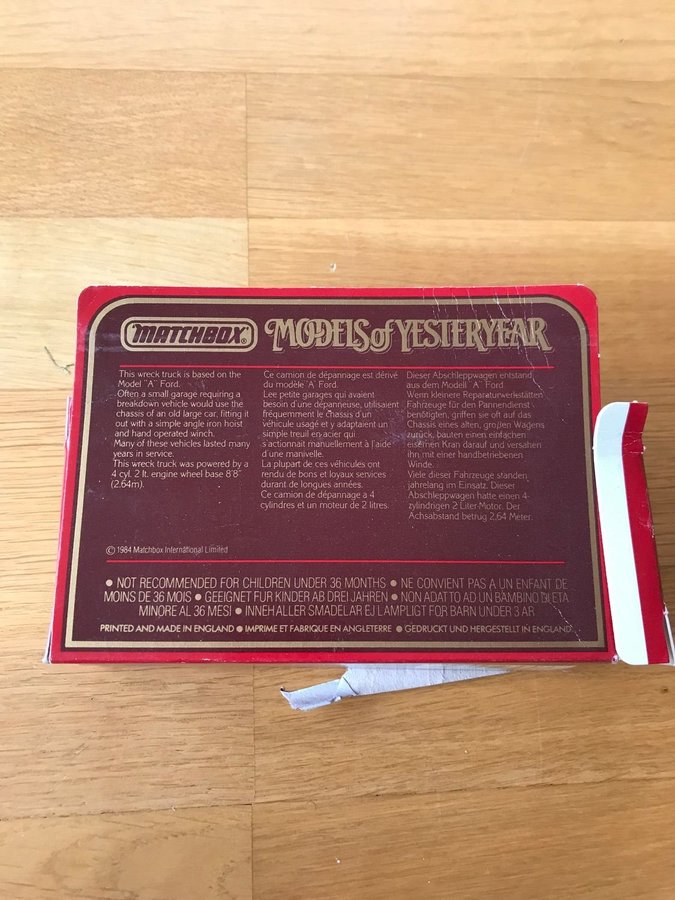 MATCHBOX® MODELS of YESTERYEAR
This wreck truck is based on the
Model "A" Ford.
Often a small garage requiring a
breakdown vehicle would use the
chassis of an old large car, fitting it
out with a simple angle iron hoist
and hand operated winch.
Many of these vehicles lasted many
years in service.
This wreck truck was powered by a
4 cyl. 2 lt. engine wheel base 8'8"
(2.64m).
Ce camion de dépannage est dérivé
du modèle "A" Ford.
Lee petite garages qui avaient
besoin d'une dépanneuse, utilisaient
fréquemment le chassis d'un
véhicule usagé et y adaptaient un
simple treuil en acier qui
s'actionnait manuellement à l'aide
d'une manivelle.
La plupart de ces véhicules ont
rendu de bons et loyaux services
durant de longues années.
Ce camion de dépannage a 4
cylindres et un moteur de 2 litres.
Dieser Abschleppwagen entstand
aus dem Modell "A" Ford
Wenn kleinere Reparaturwerkstätten
Fahrzeuge für den Pannendienst
benötigten, griffen sie oft auf das
Chassis eines alten, großen Wagens
zurück, bauten einen einfachen
eisernen Kran darauf und versahen
ihn mit einer handbetriebenen
Winde.
Viele dieser Fahrzeuge standen
jahrelang im Einsatz. Dieser
Abschleppwagen hatte einen 4-
zylindrigen 2 Liter-Motor. Der
Achsabstand betrug 2,64 Meter.
© 1984 Matchbox International Limited
● NOT RECOMMENDED FOR CHILDREN UNDER 36 MONTHS ● NE CONVIENT PAS A UN ENFANT DE
MOINS DE 36 MOIS ● GEEIGNET FUR KINDER AB DREI JAHREN ● NON ADATTO AD UN BAMBINO DI ETA
MINORE AL 36 MESI ● INNEHALLER SMADELAR EJ LAMPLIGT FOR BARN UNDER 3 AR
PRINTED AND MADE IN ENGLAND ● IMPRIME ET FABRIQUE EN ANGLETERRE ● GEDRUCKT UND HERGESTELLT IN ENGLAND